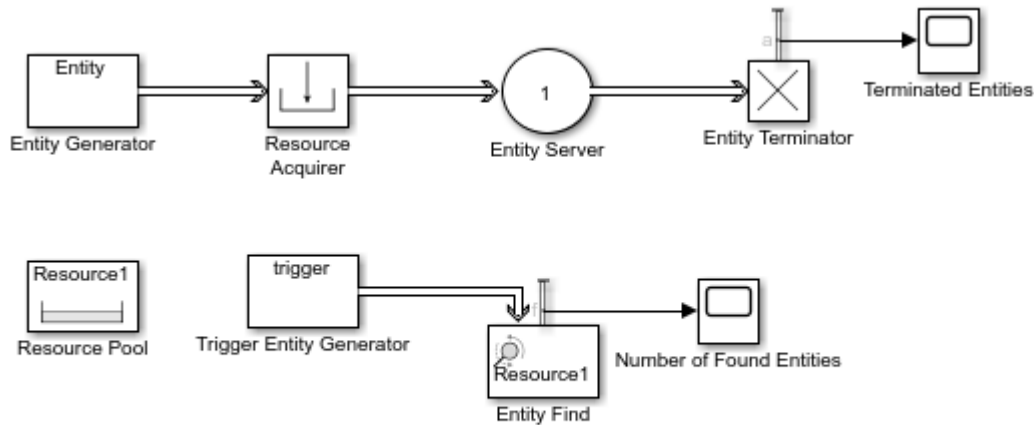 Entity
Entity Generator
Resource
Acquirer
1
Entity Server
a
Entity Terminator
Terminated Entities
Resource1
Resource Pool
trigger
Trigger Entity Generator
f
Resource1
Entity Find
Number of Found Entities